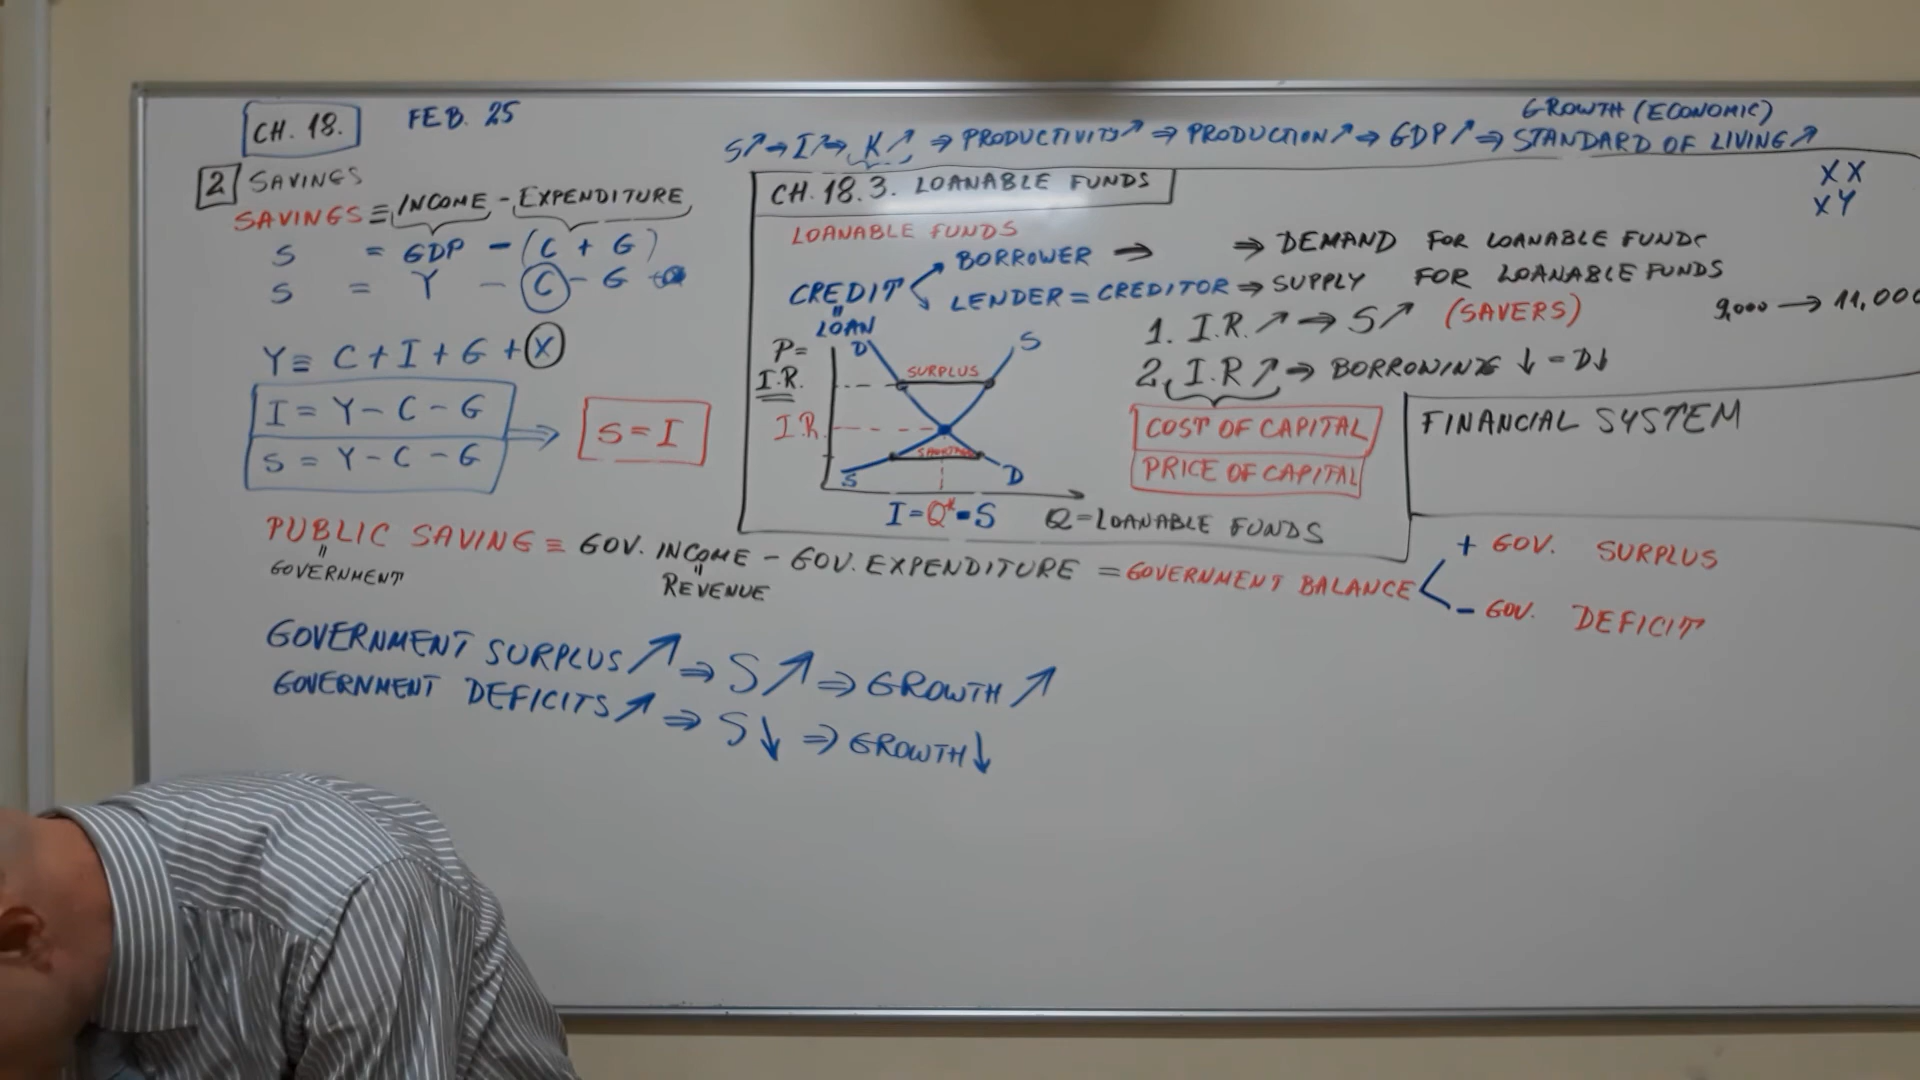 CH. 18.
FEB. 25
GROWTH (ECONOMIC)
S↗ → I↗ → K↗ ⇒ PRODUCTIVITY↗ ⇒ PRODUCTION↗ ⇒ GDP↗ ⇒ STANDARD OF LIVING↗
XX
XY
2 SAVINGS
SAVINGS ≡ INCOME - EXPENDITURE
S = GDP - (C + G)
S = Y - C - G
Y ≡ C + I + G + X
I = Y - C - G
S = Y - C - G
⇒ S = I
CH. 18.3. LOANABLE FUNDS
LOANABLE FUNDS
BORROWER → ⇒ DEMAND FOR LOANABLE FUNDS
CREDIT
LENDER = CREDITOR ⇒ SUPPLY FOR LOANABLE FUNDS
"
LOAN
1. I.R. ↗ ⇒ S↗ (SAVERS)
9,000 → 11,000
2. I.R ↗ ⇒ BORROWING ↓ = D↓
COST OF CAPITAL
PRICE OF CAPITAL
P =
I.R.
D
S
SURPLUS
I.R.
S
D
I = Q* = S
Q = LOANABLE FUNDS
FINANCIAL SYSTEM
PUBLIC SAVING ≡ GOV. INCOME - GOV. EXPENDITURE = GOVERNMENT BALANCE
"
GOVERNMENT
"
REVENUE
+ GOV. SURPLUS
- GOV. DEFICIT
GOVERNMENT SURPLUS ↗ ⇒ S ↗ ⇒ GROWTH ↗
GOVERNMENT DEFICITS ↗ ⇒ S ↓ ⇒ GROWTH ↓